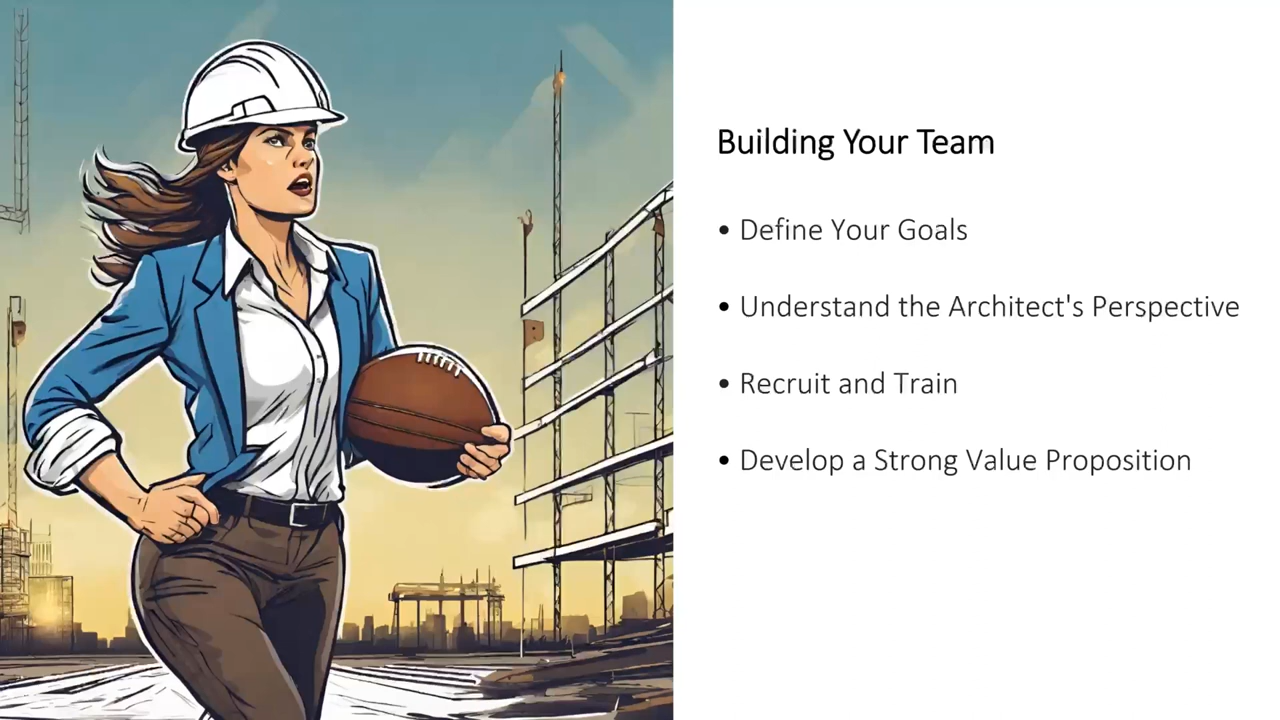 Building Your Team
• Define Your Goals
• Understand the Architect's Perspective
• Recruit and Train
• Develop a Strong Value Proposition